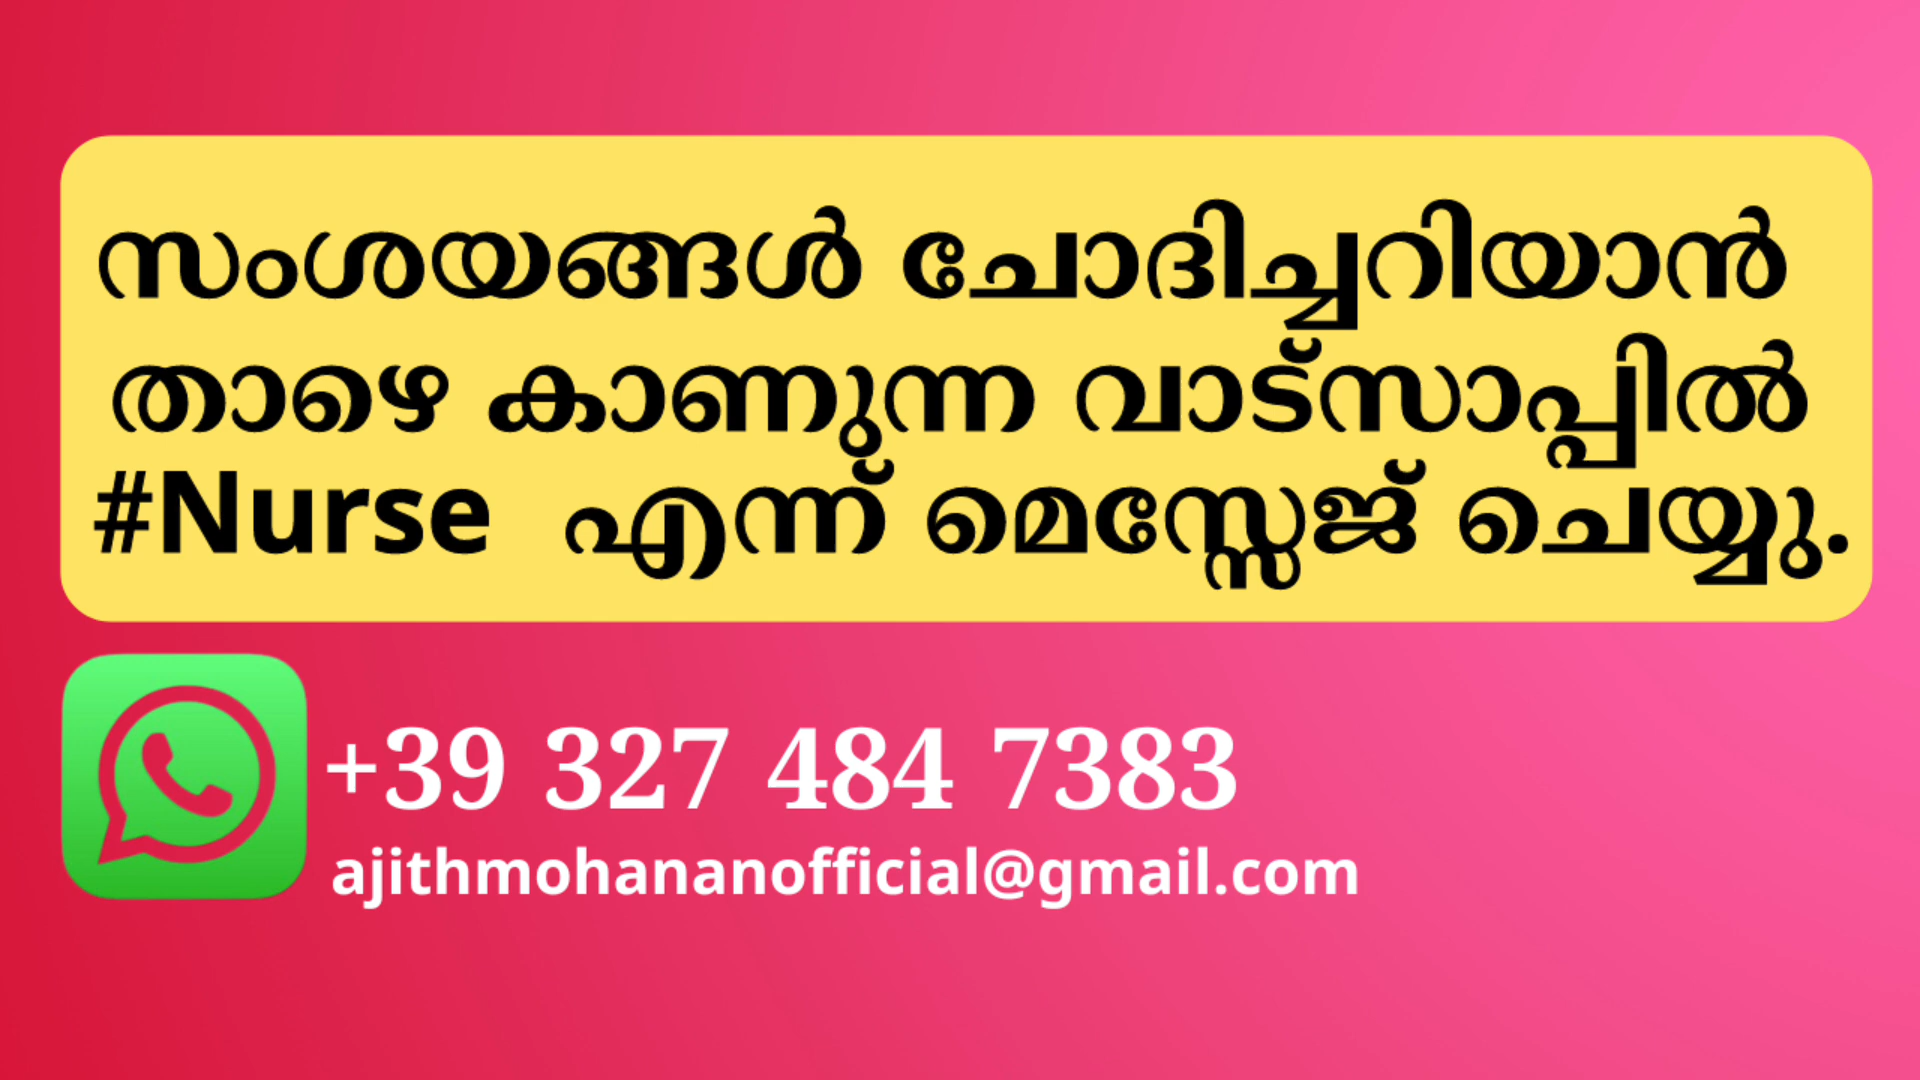 സംശയങ്ങൾ ചോദിച്ചറിയാൻ
താഴെ കാണുന്ന വാട്സാപ്പിൽ
#Nurse എന്ന് മെസ്സേജ് ചെയ്യു.
+39 327 484 7383
ajithmohananofficial@gmail.com